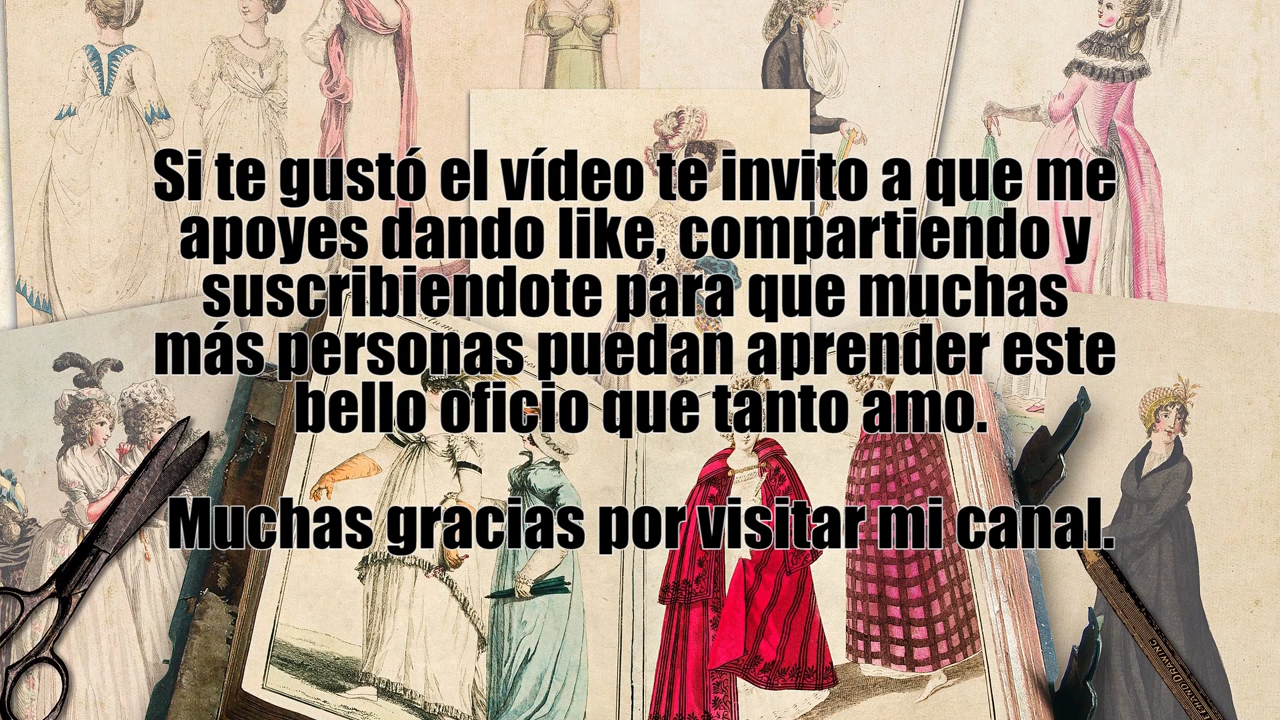 Si te gustó el vídeo te invito a que me
apoyes dando like, compartiendo y
suscribiendote para que muchas
más personas puedan aprender este
bello oficio que tanto amo.
Muchas gracias por visitar mi canal.
DRAWING